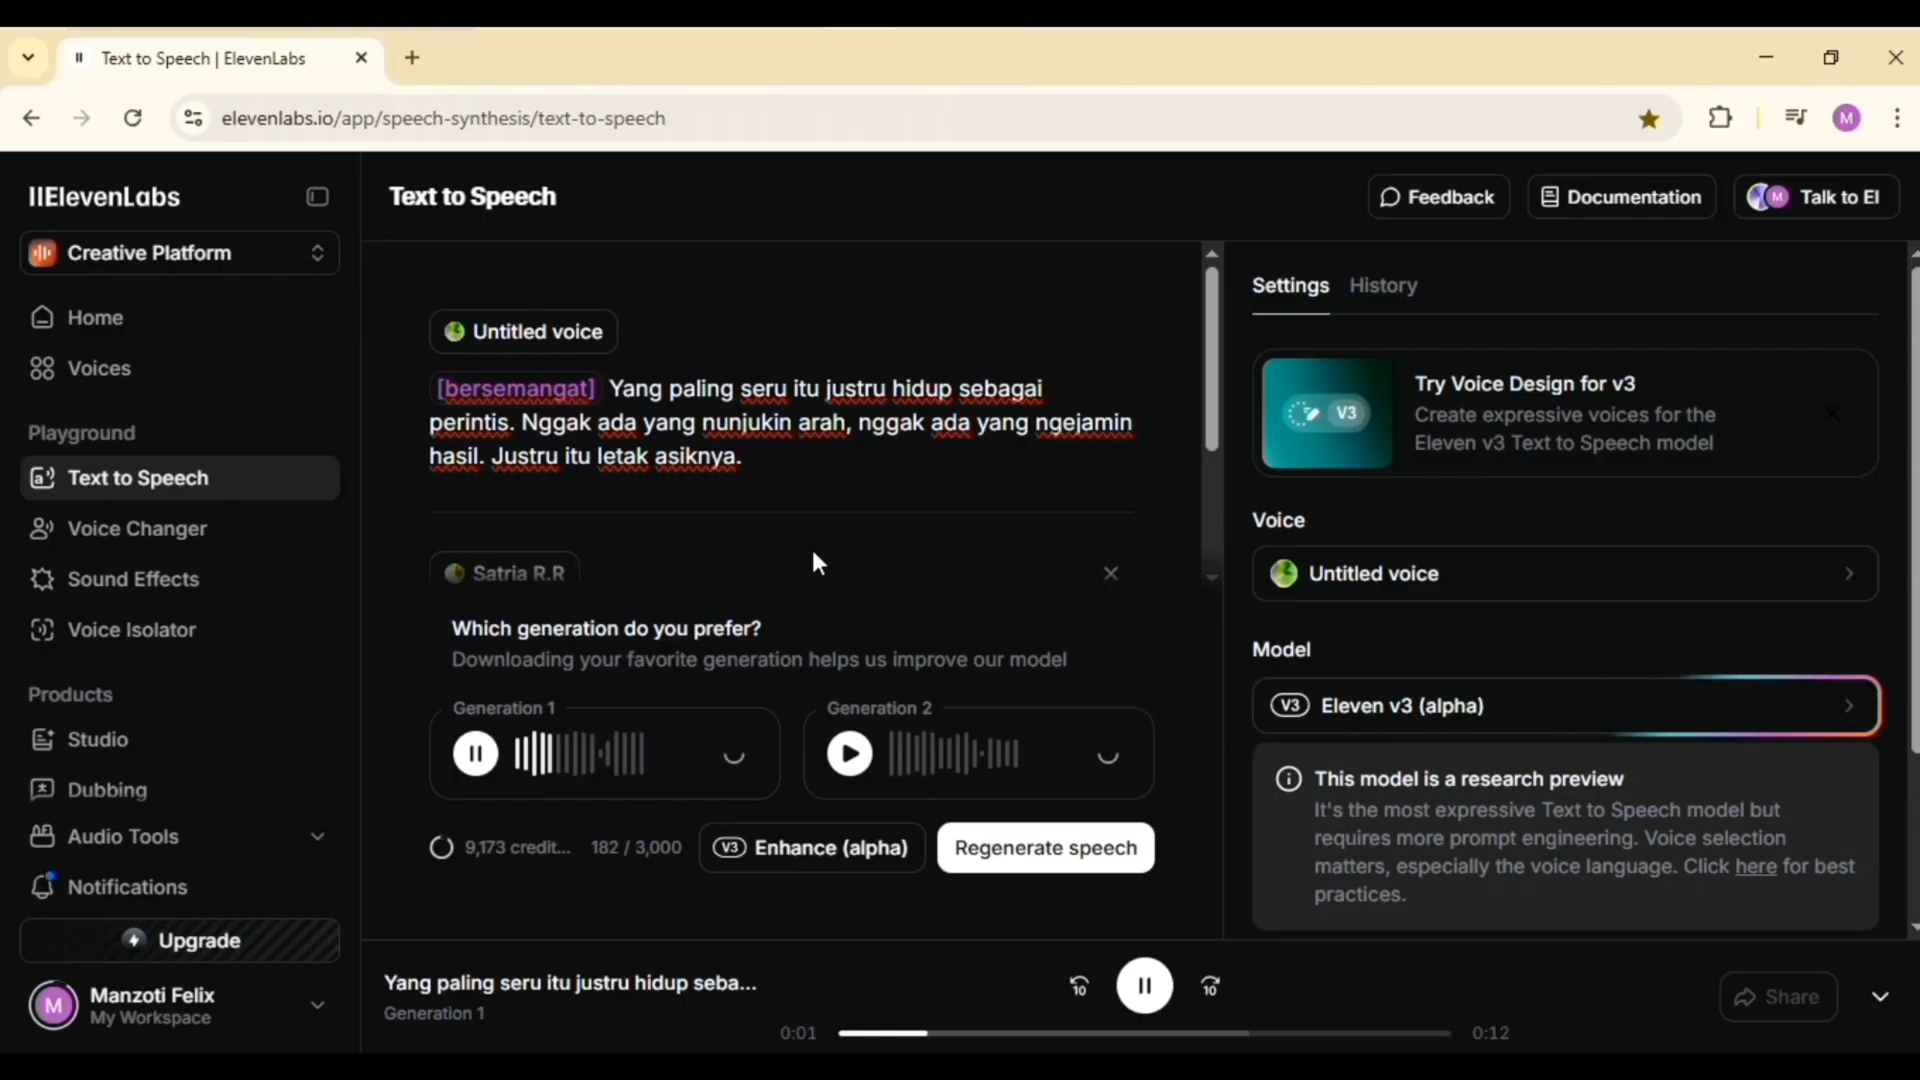 Text to Speech | ElevenLabs
elevenlabs.io/app/speech-synthesis/text-to-speech
M
IIElevenLabs
Creative Platform
Home
Voices
Playground
Text to Speech
Voice Changer
Sound Effects
Voice Isolator
Products
Studio
Dubbing
Audio Tools
Notifications
Upgrade
M
Manzoti Felix
My Workspace
Text to Speech
Feedback
Documentation
M
Talk to El
Untitled voice
[bersemangat] Yang paling seru itu justru hidup sebagai
perintis. Nggak ada yang nunjukin arah, nggak ada yang ngejamin
hasil. Justru itu letak asiknya.
Satria R.R
Which generation do you prefer?
Downloading your favorite generation helps us improve our model
Generation 1
Generation 2
9,173 credit...
182 / 3,000
V3 Enhance (alpha)
Regenerate speech
Settings
History
V3
Try Voice Design for v3
Create expressive voices for the
Eleven v3 Text to Speech model
Voice
Untitled voice
Model
V3 Eleven v3 (alpha)
This model is a research preview
It's the most expressive Text to Speech model but
requires more prompt engineering. Voice selection
matters, especially the voice language. Click here for best
practices.
Yang paling seru itu justru hidup seba...
Generation 1
10
10
0:01
0:12
Share